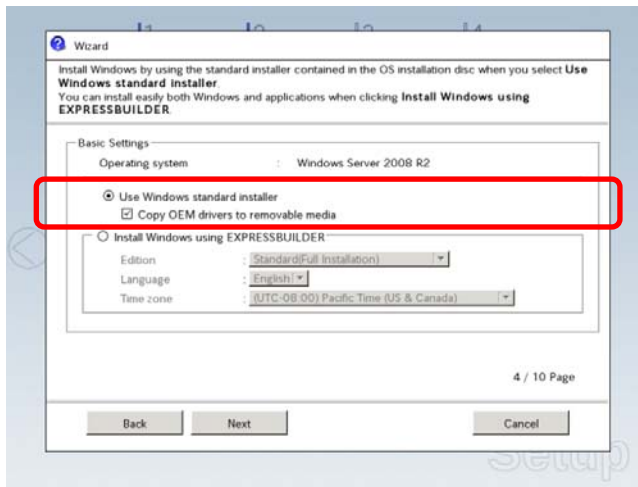 Wizard
Install Windows by using the standard installer contained in the OS installation disc when you select Use
Windows standard installer.
You can install easily both Windows and applications when clicking Install Windows using
EXPRESSBUILDER.
Basic Settings
Operating system : Windows Server 2008 R2
Use Windows standard installer
Copy OEM drivers to removable media
Install Windows using EXPRESSBUILDER
Edition : Standard(Full Installation)
Language : English
Time zone : (UTC-08:00) Pacific Time (US & Canada)
4 / 10 Page
Back Next Cancel
Setup